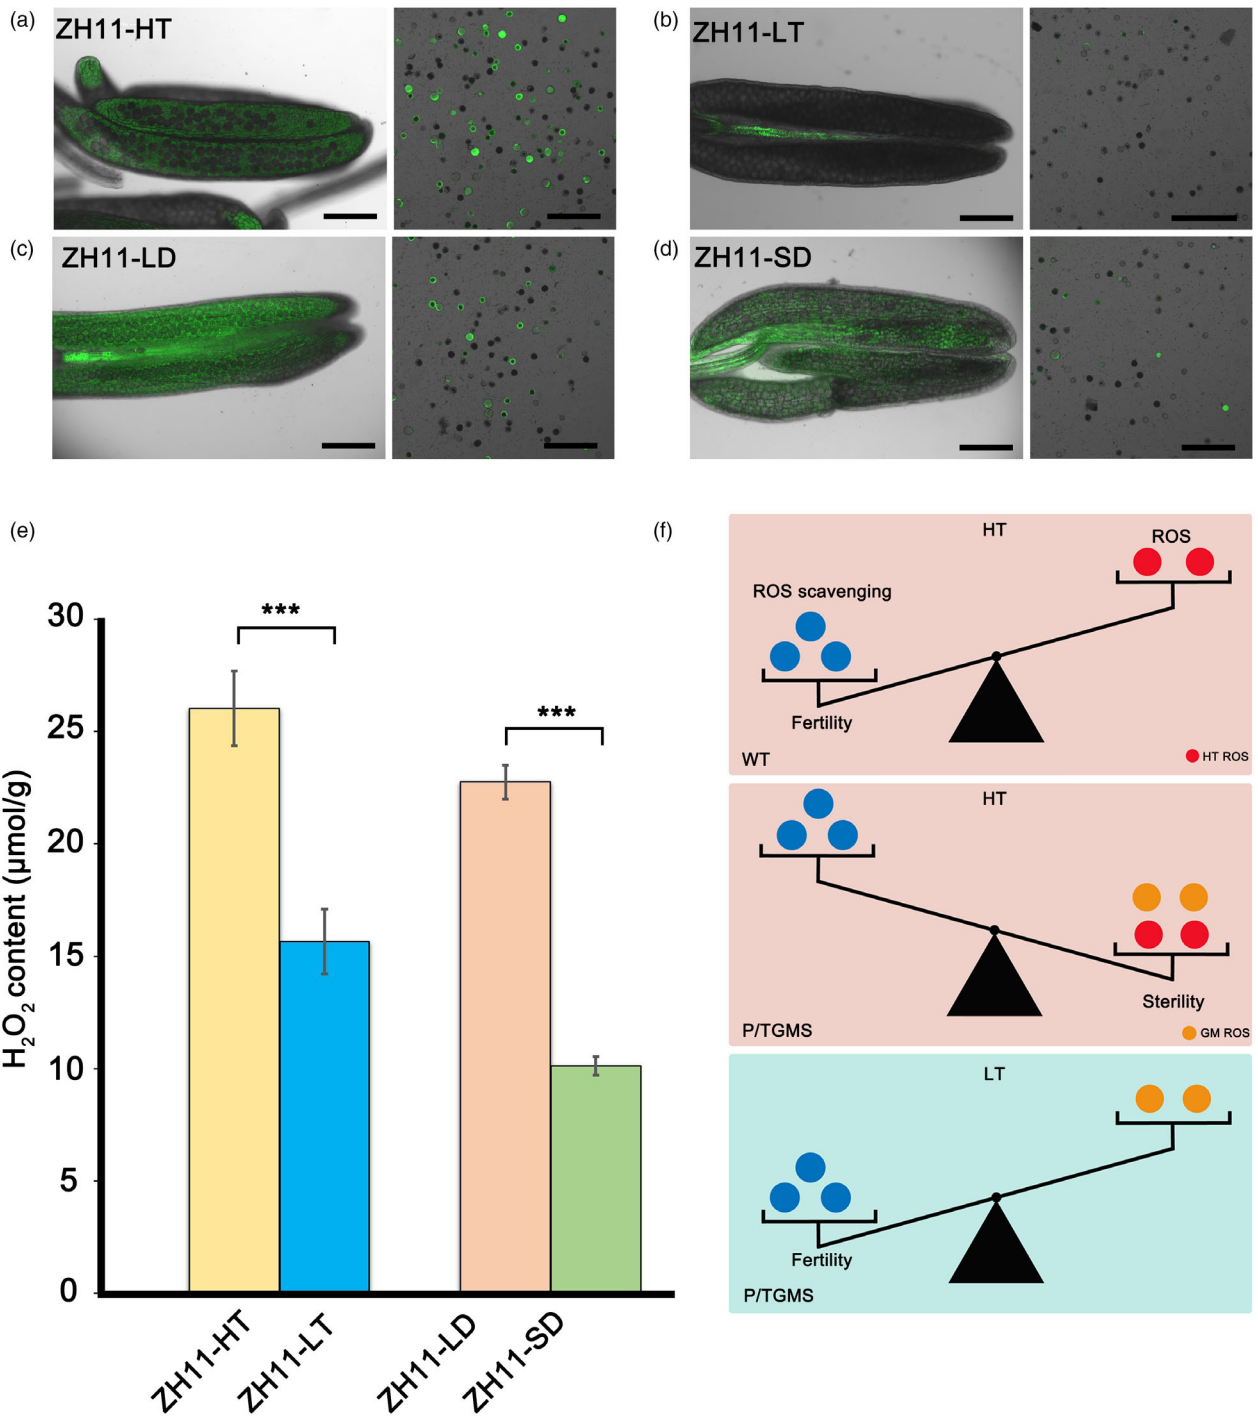 (a)
ZH11-HT
(b)
ZH11-LT
(c)
ZH11-LD
(d)
ZH11-SD
(e)
H₂O₂ content (µmol/g)
30
25
20
15
10
5
0
***
***
ZH11-HT
ZH11-LT
ZH11-LD
ZH11-SD
(f)
HT
ROS
ROS scavenging
Fertility
WT
HT ROS
HT
Sterility
P/TGMS
GM ROS
LT
Fertility
P/TGMS